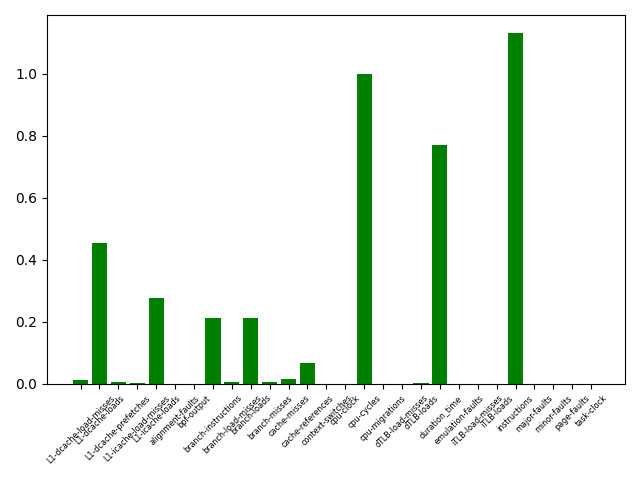 1.0
0.8
0.6
0.4
0.2
0.0
L1-dcache-load-misses
L1-dcache-loads
L1-dcache-prefetches
L1-icache-load-misses
L1-icache-loads
alignment-faults
bpf-output
branch-instructions
branch-load-misses
branch-loads
branch-misses
cache-misses
cache-references
context-switches
cpu-clock
cpu-cycles
cpu-migrations
dTLB-load-misses
dTLB-loads
duration_time
emulation-faults
iTLB-load-misses
iTLB-loads
instructions
major-faults
minor-faults
page-faults
task-clock